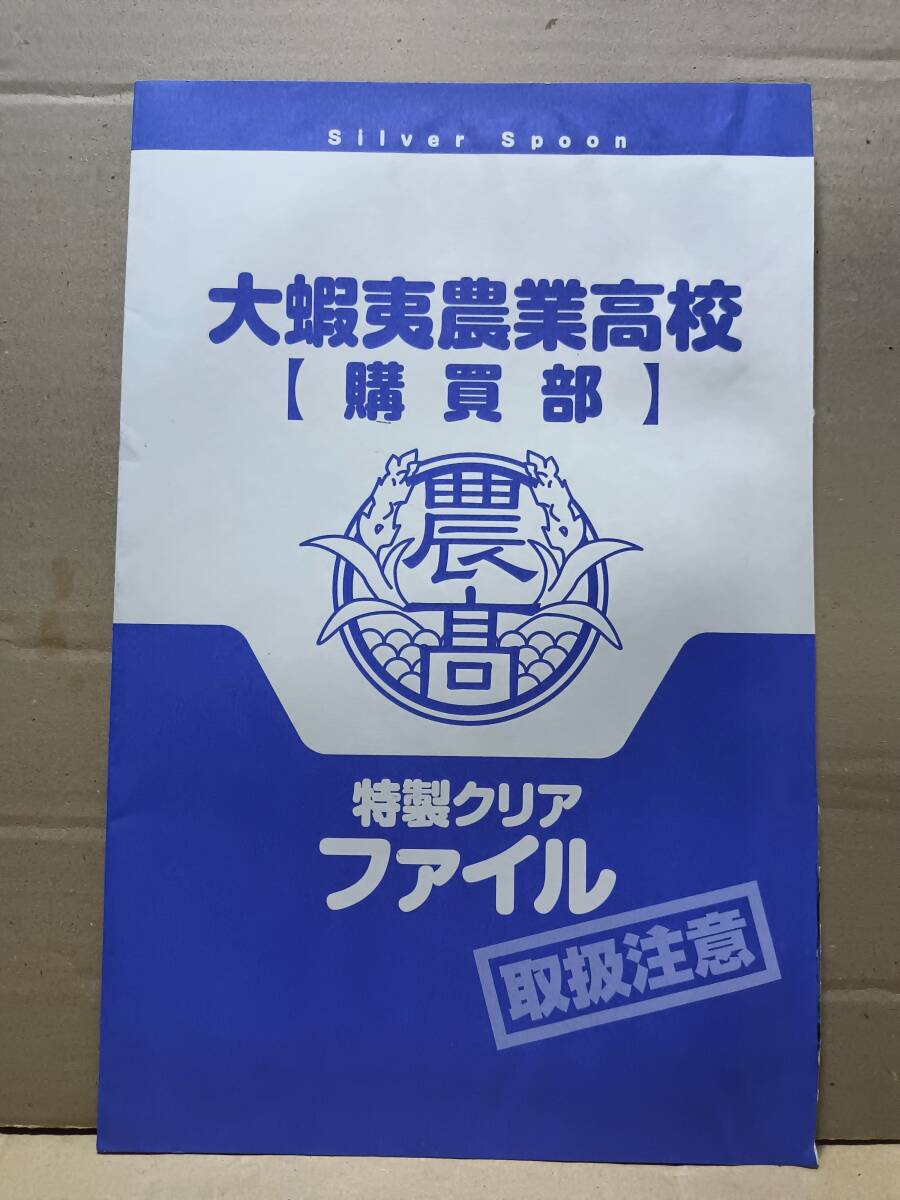 Silver Spoon
大蝦夷農業高校
【購買部】
農
高
特製クリア
ファイル
取扱注意